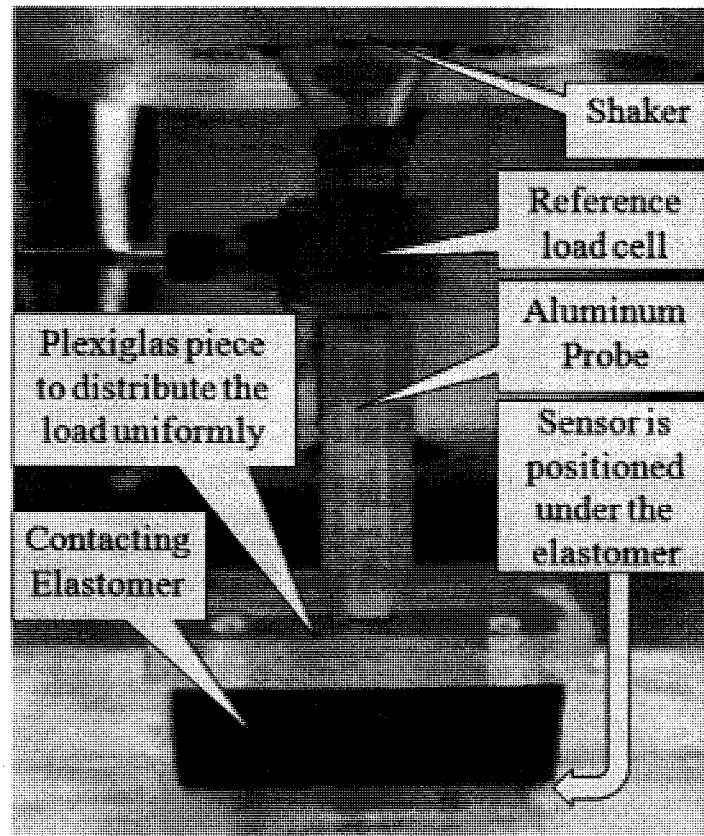 Shaker
Reference
load cell
Aluminum
Probe
Plexiglas piece
to distribute the
load uniformly
Sensor is
positioned
under the
elastomer
Contacting
Elastomer